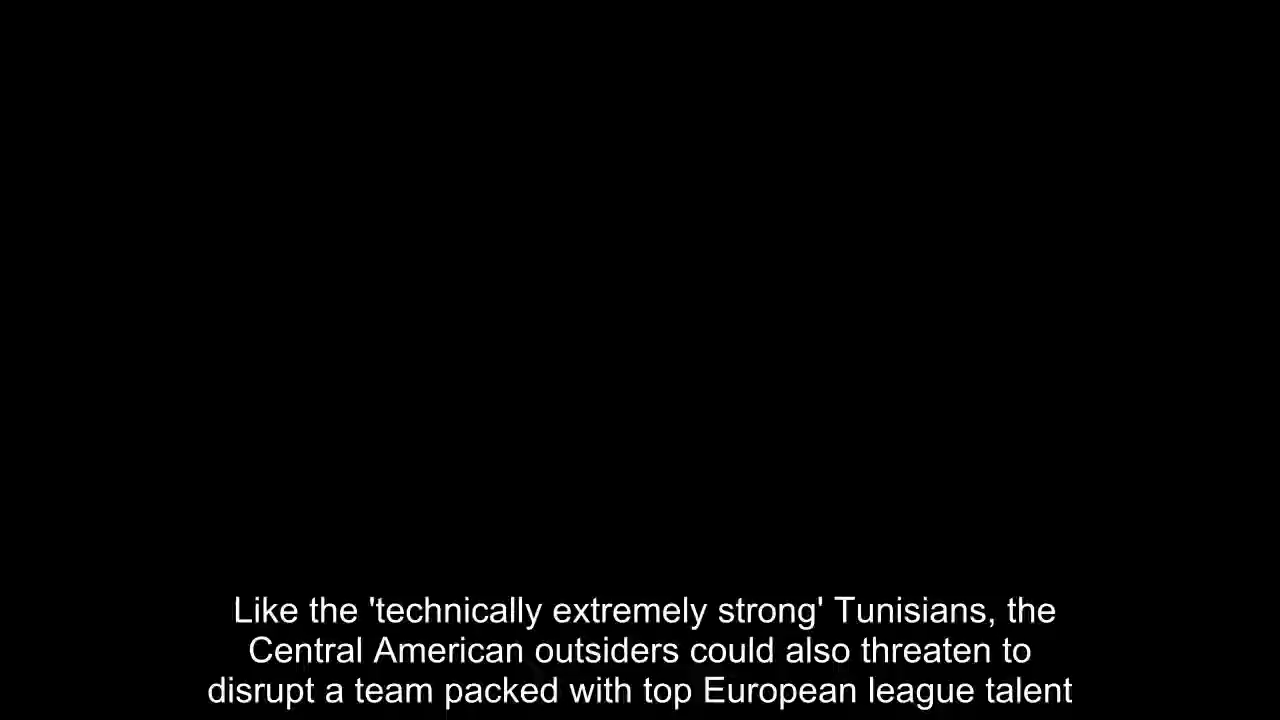 Like the 'technically extremely strong' Tunisians, the
Central American outsiders could also threaten to
disrupt a team packed with top European league talent